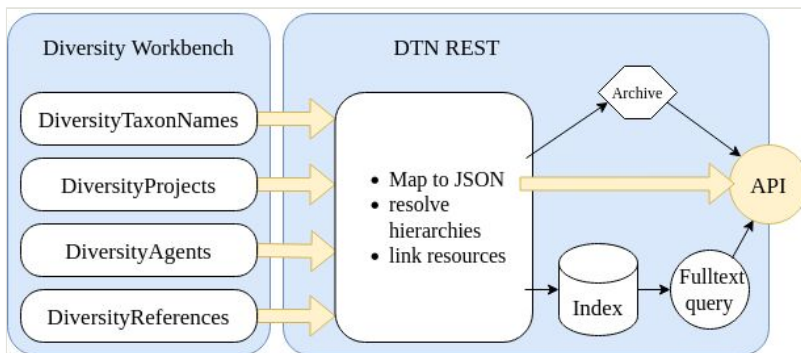 Diversity Workbench
DiversityTaxonNames
DiversityProjects
DiversityAgents
DiversityReferences
DTN REST
• Map to JSON
• resolve
hierarchies
• link resources
Archive
API
Index
Fulltext
query